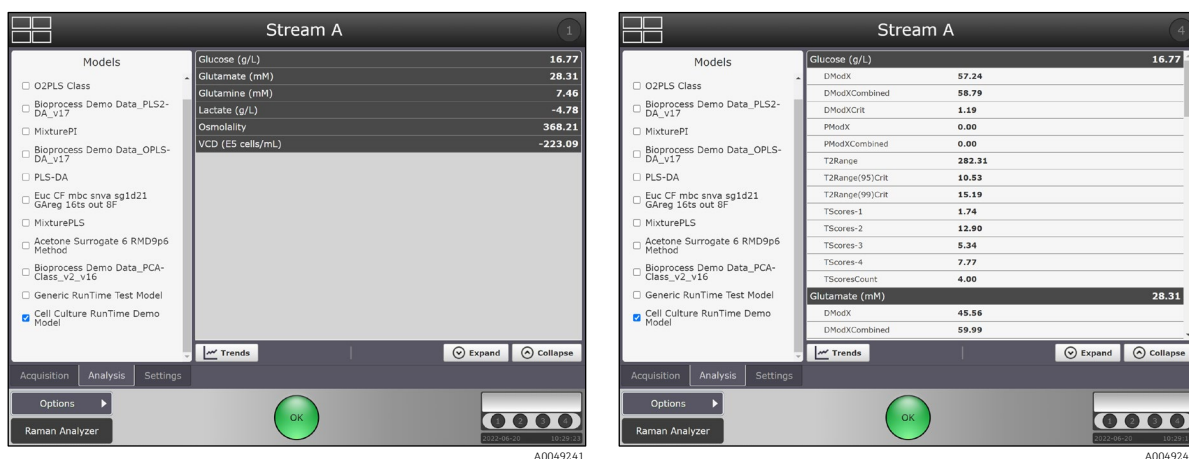 Stream A
1
Models
O2PLS Class
Bioprocess Demo Data_PLS2-
DA_v17
MixturePI
Bioprocess Demo Data_OPLS-
DA_v17
PLS-DA
Euc CF mbc snva sg1d21
GAreg 16ts out 8F
MixturePLS
Acetone Surrogate 6 RMD9p6
Method
Bioprocess Demo Data_PCA-
Class_v2_v16
Generic RunTime Test Model
Cell Culture RunTime Demo
Model
Glucose (g/L) 16.77
Glutamate (mM) 28.31
Glutamine (mM) 7.46
Lactate (g/L) -4.78
Osmolality 368.21
VCD (E5 cells/mL) -223.09
Trends
Expand
Collapse
Acquisition Analysis Settings
Options
Raman Analyzer
OK
1 2 3 4
2022-06-20 10:29:23
A0049241
Stream A
4
Models
O2PLS Class
Bioprocess Demo Data_PLS2-
DA_v17
MixturePI
Bioprocess Demo Data_OPLS-
DA_v17
PLS-DA
Euc CF mbc snva sg1d21
GAreg 16ts out 8F
MixturePLS
Acetone Surrogate 6 RMD9p6
Method
Bioprocess Demo Data_PCA-
Class_v2_v16
Generic RunTime Test Model
Cell Culture RunTime Demo
Model
Glucose (g/L) 16.77
DModX 57.24
DModXCombined 58.79
DModXCrit 1.19
PModX 0.00
PModXCombined 0.00
T2Range 282.31
T2Range(95)Crit 10.53
T2Range(99)Crit 15.19
TScores-1 1.74
TScores-2 12.90
TScores-3 5.34
TScores-4 7.77
TScoresCount 4.00
Glutamate (mM) 28.31
DModX 45.56
DModXCombined 59.99
Trends
Expand
Collapse
Acquisition Analysis Settings
Options
Raman Analyzer
OK
1 2 3 4
2022-06-20